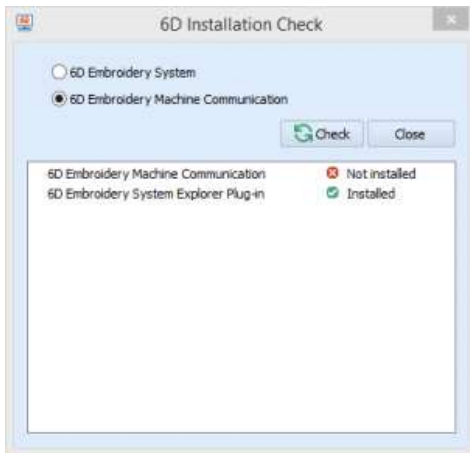 6D Installation Check
6D Embroidery System
6D Embroidery Machine Communication
Check Close
6D Embroidery Machine Communication Not installed
6D Embroidery System Explorer Plug-in Installed